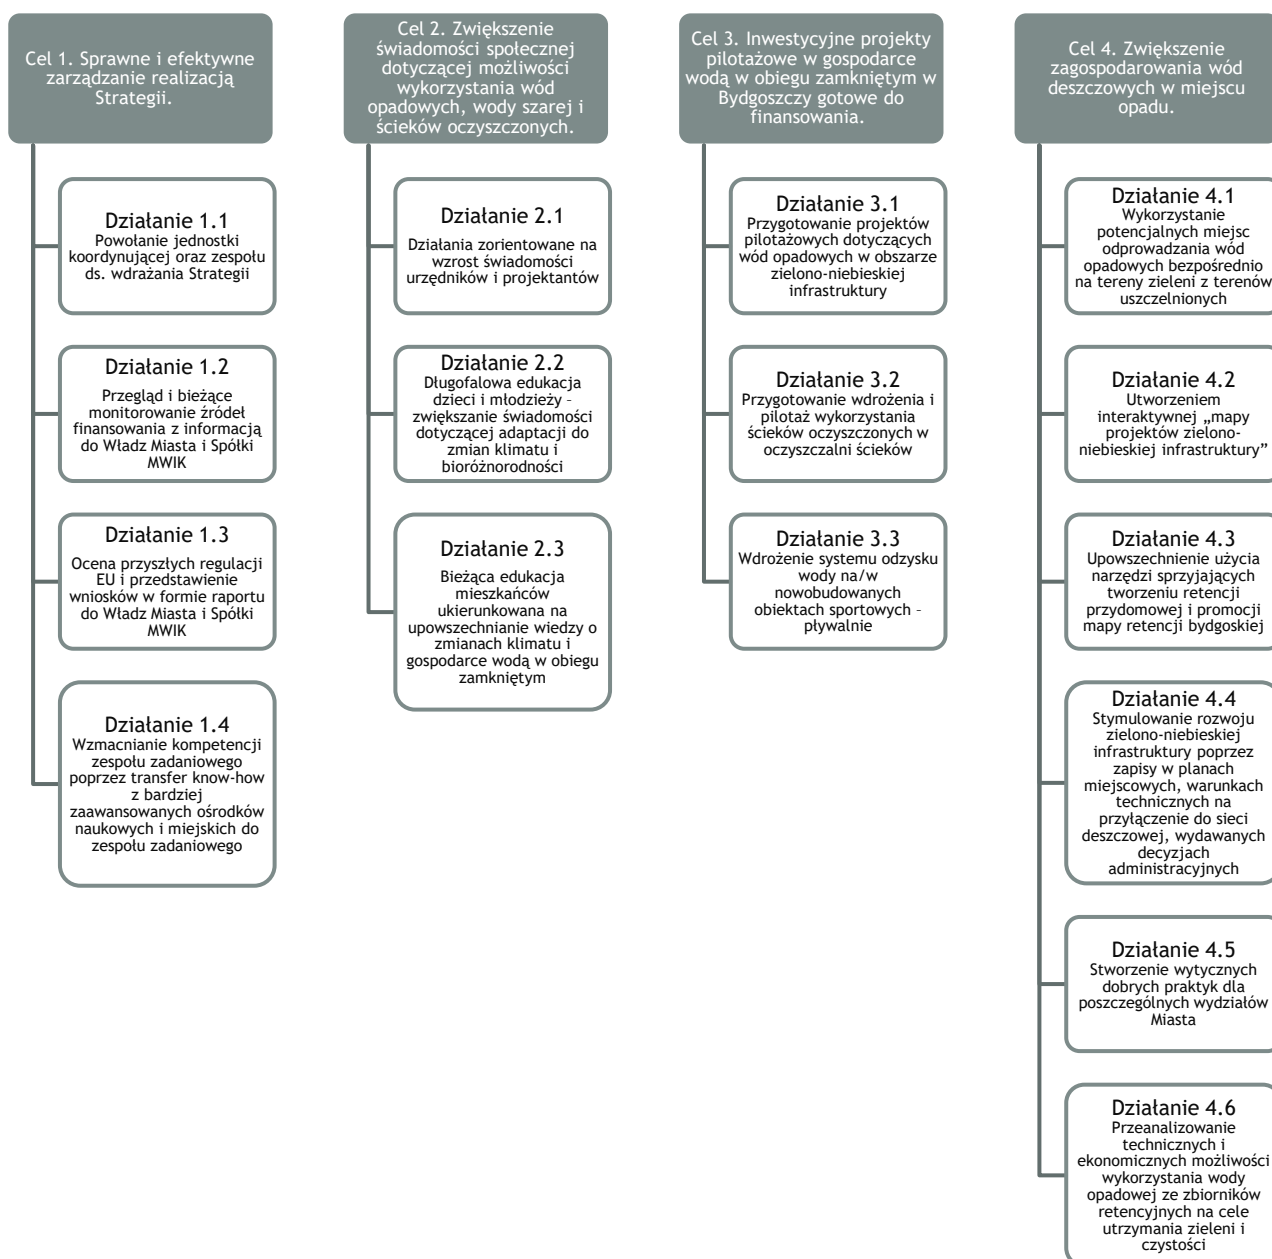 Cel 1. Sprawne i efektywne
zarządzanie realizacją
Strategii.
Działanie 1.1
Powołanie jednostki
koordynującej oraz zespołu
ds. wdrażania Strategii
Działanie 1.2
Przegląd i bieżące
monitorowanie źródeł
finansowania z informacją
do Władz Miasta i Spółki
MWIK
Działanie 1.3
Ocena przyszłych regulacji
EU i przedstawienie
wniosków w formie raportu
do Władz Miasta i Spółki
MWIK
Działanie 1.4
Wzmacnianie kompetencji
zespołu zadaniowego
poprzez transfer know-how
z bardziej
zaawansowanych ośrodków
naukowych i miejskich do
zespołu zadaniowego
Cel 2. Zwiększenie
świadomości społecznej
dotyczącej możliwości
wykorzystania wód
opadowych, wody szarej i
ścieków oczyszczonych.
Działanie 2.1
Działania zorientowane na
wzrost świadomości
urzędników i projektantów
Działanie 2.2
Długofalowa edukacja
dzieci i młodzieży –
zwiększanie świadomości
dotyczącej adaptacji do
zmian klimatu i
bioróżnorodności
Działanie 2.3
Bieżąca edukacja
mieszkańców
ukierunkowana na
upowszechnianie wiedzy o
zmianach klimatu i
gospodarce wodą w obiegu
zamkniętym
Cel 3. Inwestycyjne projekty
pilotażowe w gospodarce
wodą w obiegu zamkniętym w
Bydgoszczy gotowe do
finansowania.
Działanie 3.1
Przygotowanie projektów
pilotażowych dotyczących
wód opadowych w obszarze
zielono-niebieskiej
infrastruktury
Działanie 3.2
Przygotowanie wdrożenia i
pilotaż wykorzystania
ścieków oczyszczonych w
oczyszczalni ścieków
Działanie 3.3
Wdrożenie systemu odzysku
wody na/w
nowobudowanych
obiektach sportowych –
pływalnie
Cel 4. Zwiększenie
zagospodarowania wód
deszczowych w miejscu
opadu.
Działanie 4.1
Wykorzystanie
potencjalnych miejsc
odprowadzania wód
opadowych bezpośrednio
na tereny zieleni z terenów
uszczelnionych
Działanie 4.2
Utworzeniem
interaktywnej „mapy
projektów zielono-
niebieskiej infrastruktury”
Działanie 4.3
Upowszechnienie użycia
narzędzi sprzyjających
tworzeniu retencji
przydomowej i promocji
mapy retencji bydgoskiej
Działanie 4.4
Stymulowanie rozwoju
zielono-niebieskiej
infrastruktury poprzez
zapisy w planach
miejscowych, warunkach
technicznych na
przyłączenie do sieci
deszczowej, wydawanych
decyzjach
administracyjnych
Działanie 4.5
Stworzenie wytycznych
dobrych praktyk dla
poszczególnych wydziałów
Miasta
Działanie 4.6
Przeanalizowanie
technicznych i
ekonomicznych możliwości
wykorzystania wody
opadowej ze zbiorników
retencyjnych na cele
utrzymania zieleni i
czystości